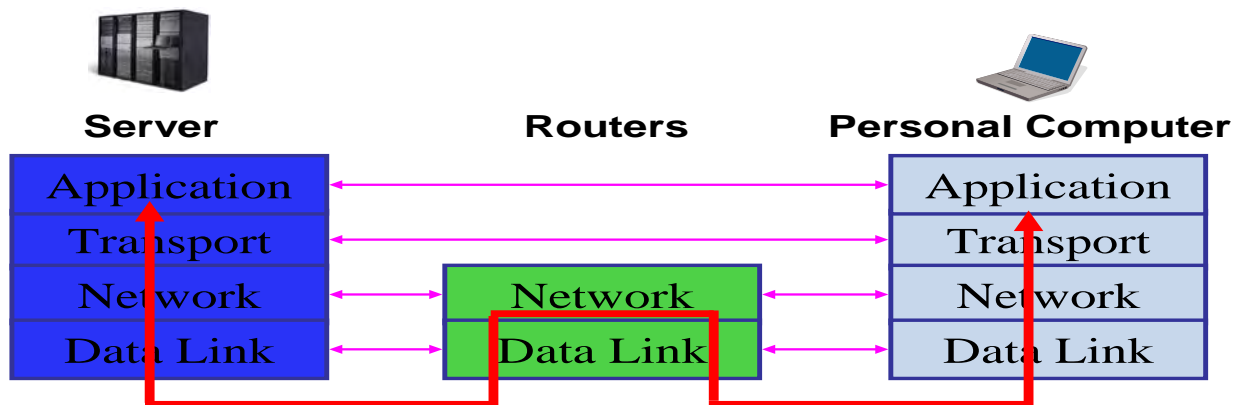 Server Routers Personal Computer
Application Application
Transport Transport
Network Network Network
Data Link Data Link Data Link